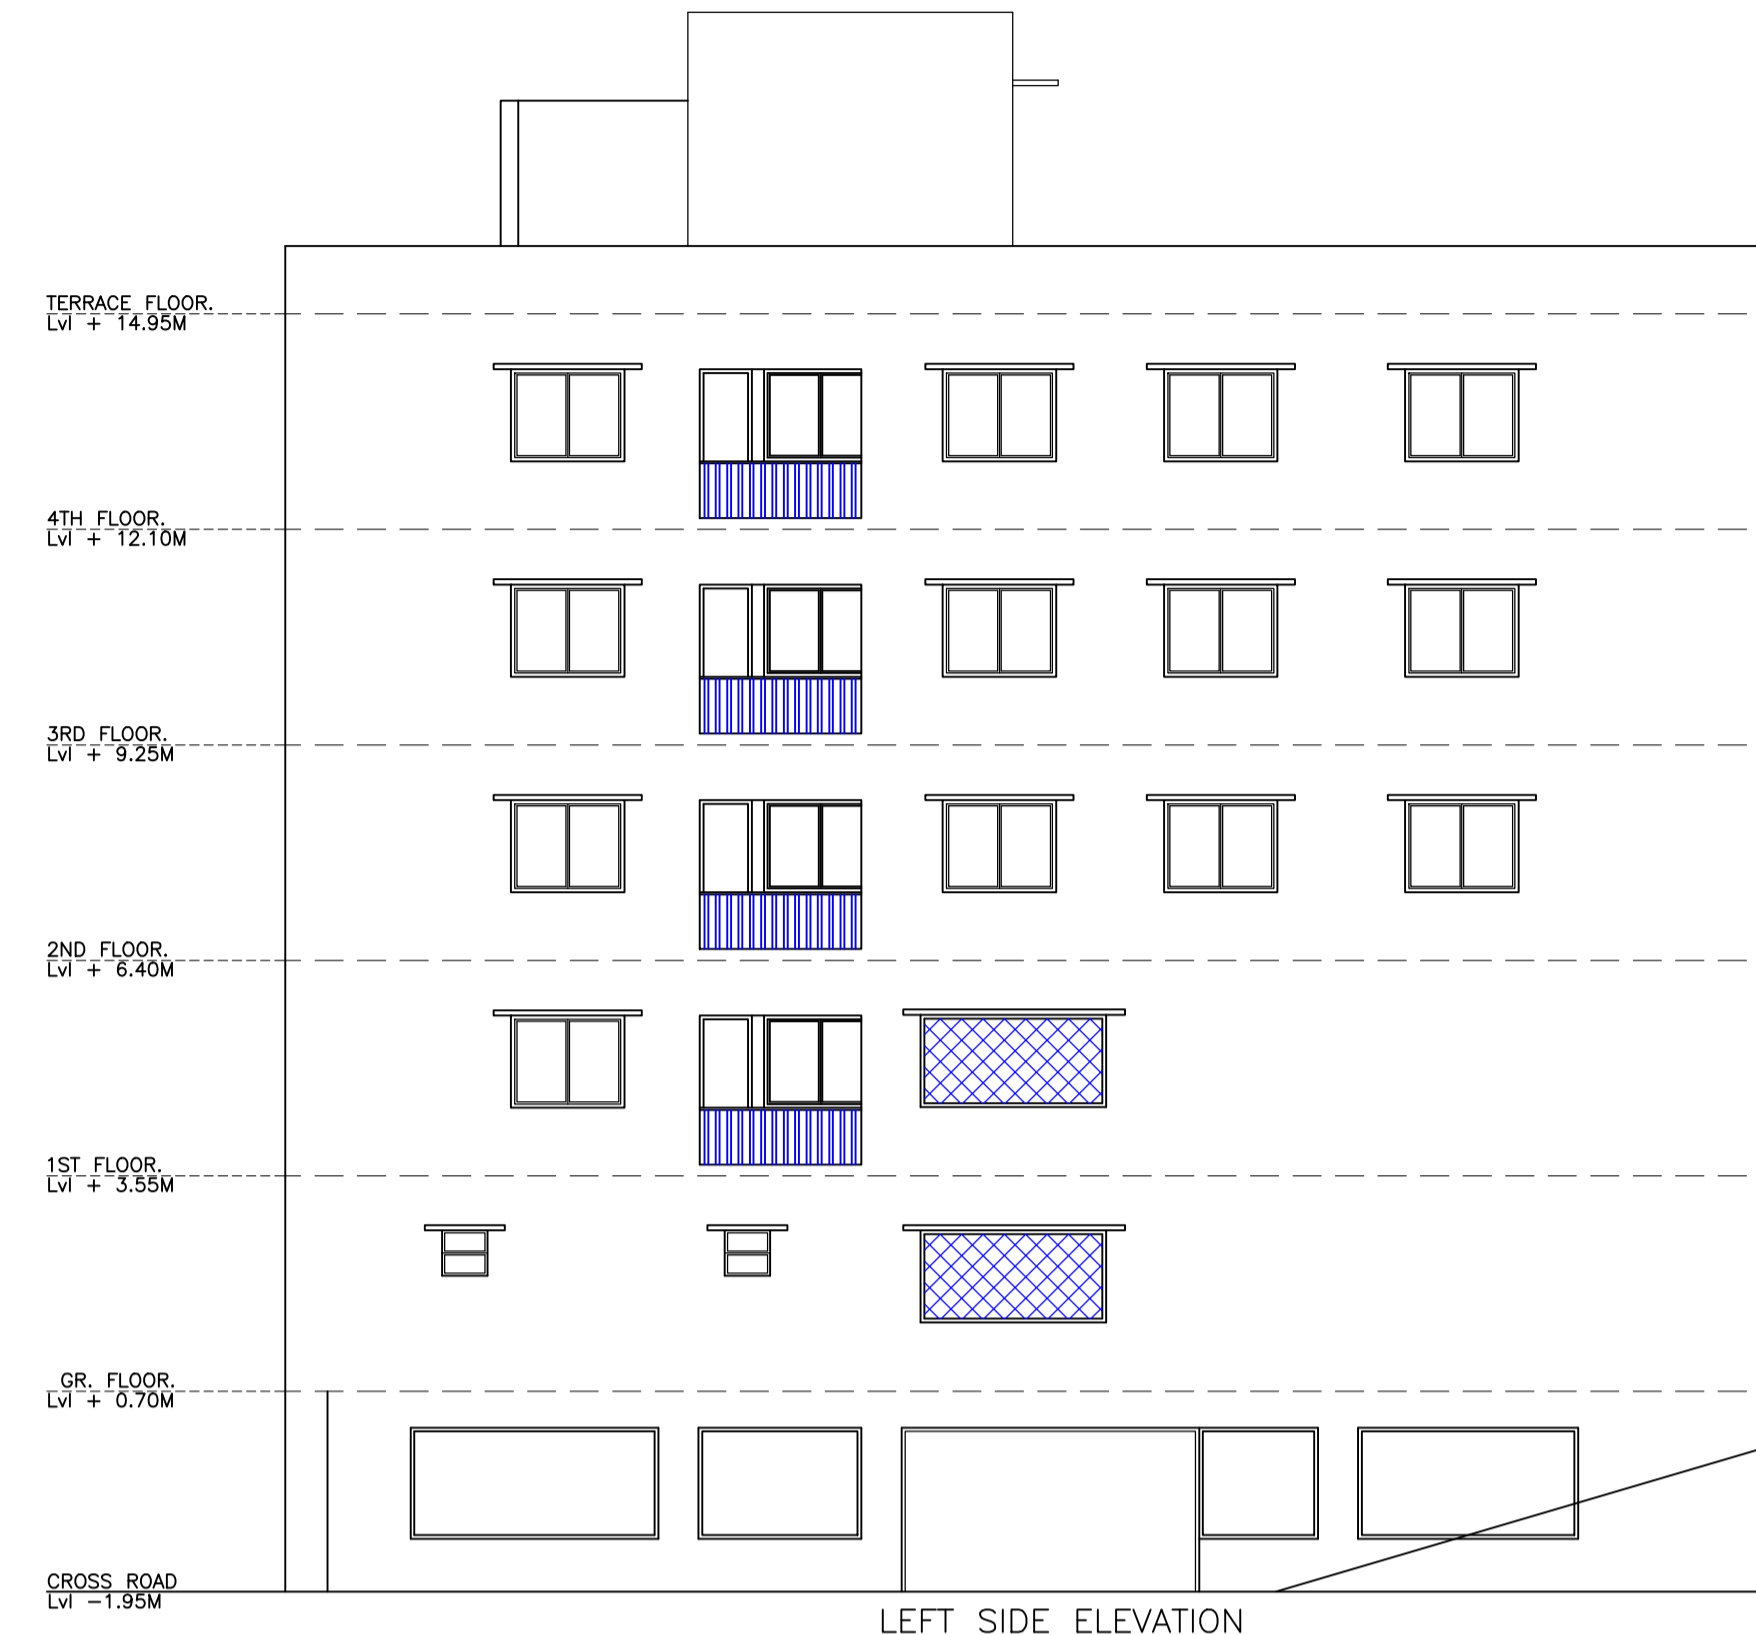 TERRACE FLOOR.
Lvl + 14.95M
4TH FLOOR.
Lvl + 12.10M
3RD FLOOR.
Lvl + 9.25M
2ND FLOOR.
Lvl + 6.40M
1ST FLOOR.
Lvl + 3.55M
GR. FLOOR.
Lvl + 0.70M
CROSS ROAD
Lvl -1.95M
LEFT SIDE ELEVATION